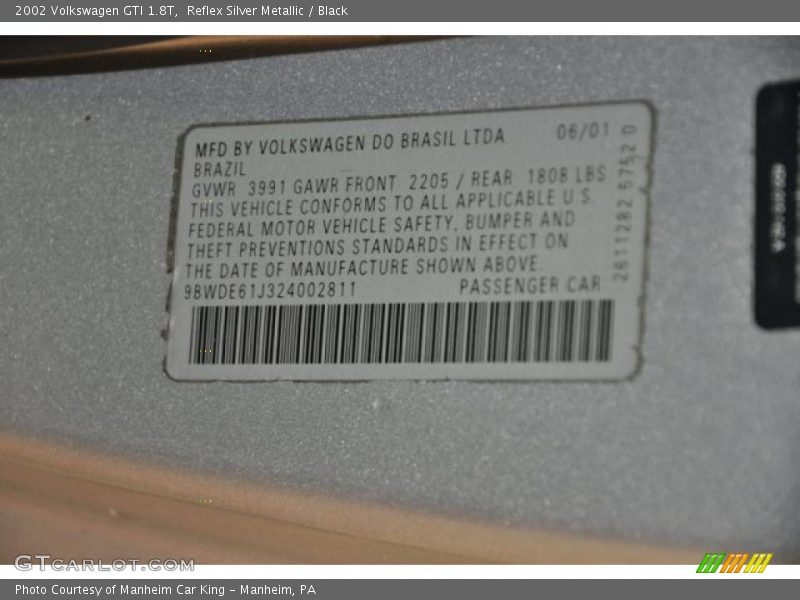 2002 Volkswagen GTI 1.8T, Reflex Silver Metallic / Black
MFD BY VOLKSWAGEN DO BRASIL LTDA 06/01
BRAZIL
GVWR 3991 GAWR FRONT 2205 / REAR 1808 LBS
THIS VEHICLE CONFORMS TO ALL APPLICABLE U.S.
FEDERAL MOTOR VEHICLE SAFETY, BUMPER AND
THEFT PREVENTIONS STANDARDS IN EFFECT ON
THE DATE OF MANUFACTURE SHOWN ABOVE.
9BWDE61J324002811 PASSENGER CAR
2611282 5752 0
GTCARLOT.COM
Photo Courtesy of Manheim Car King - Manheim, PA